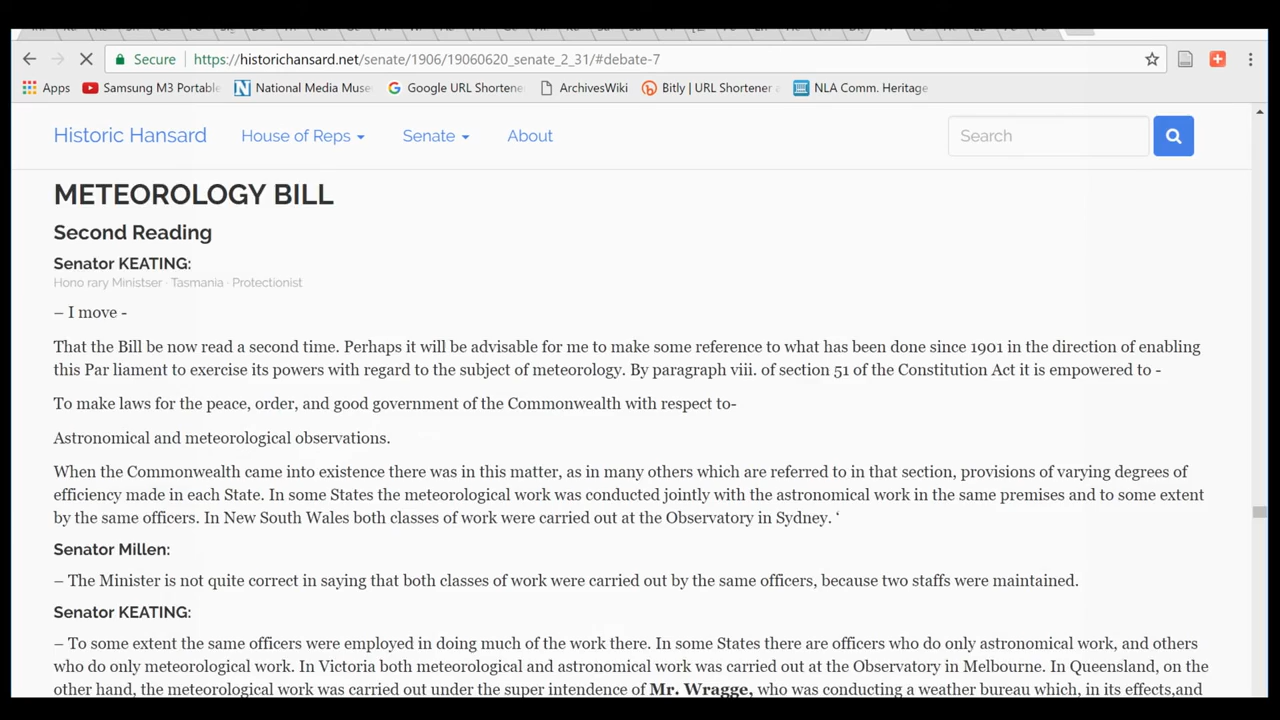 Secure https://historichansard.net/senate/1906/19060620_senate_2_31/#debate-7
Apps Samsung M3 Portable National Media Muse Google URL Shortene ArchivesWiki Bitly | URL Shortener a NLA Comm. Heritage
Historic Hansard House of Reps Senate About Search
METEOROLOGY BILL
Second Reading
Senator KEATING:
Hono rary Ministser · Tasmania · Protectionist
– I move -
That the Bill be now read a second time. Perhaps it will be advisable for me to make some reference to what has been done since 1901 in the direction of enabling
this Par liament to exercise its powers with regard to the subject of meteorology. By paragraph viii. of section 51 of the Constitution Act it is empowered to -
To make laws for the peace, order, and good government of the Commonwealth with respect to-
Astronomical and meteorological observations.
When the Commonwealth came into existence there was in this matter, as in many others which are referred to in that section, provisions of varying degrees of
efficiency made in each State. In some States the meteorological work was conducted jointly with the astronomical work in the same premises and to some extent
by the same officers. In New South Wales both classes of work were carried out at the Observatory in Sydney. ‘
Senator Millen:
– The Minister is not quite correct in saying that both classes of work were carried out by the same officers, because two staffs were maintained.
Senator KEATING:
– To some extent the same officers were employed in doing much of the work there. In some States there are officers who do only astronomical work, and others
who do only meteorological work. In Victoria both meteorological and astronomical work was carried out at the Observatory in Melbourne. In Queensland, on the
other hand, the meteorological work was carried out under the super intendence of Mr. Wragge, who was conducting a weather bureau which, in its effects,and